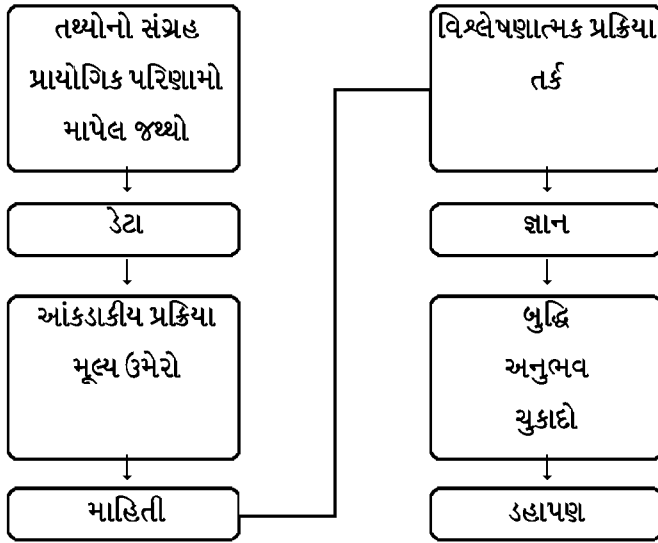 તથ્યોનો સંગ્રહ
પ્રાયોગિક પરિણામો
માપેલ જથ્થો
ડેટા
આંકડાકીય પ્રક્રિયા
મૂલ્ય ઉમેરો
માહિતી
વિશ્લેષણાત્મક પ્રક્રિયા
તર્ક
જ્ઞાન
બુદ્ધિ
અનુભવ
ચુકાદો
ડહાપણ